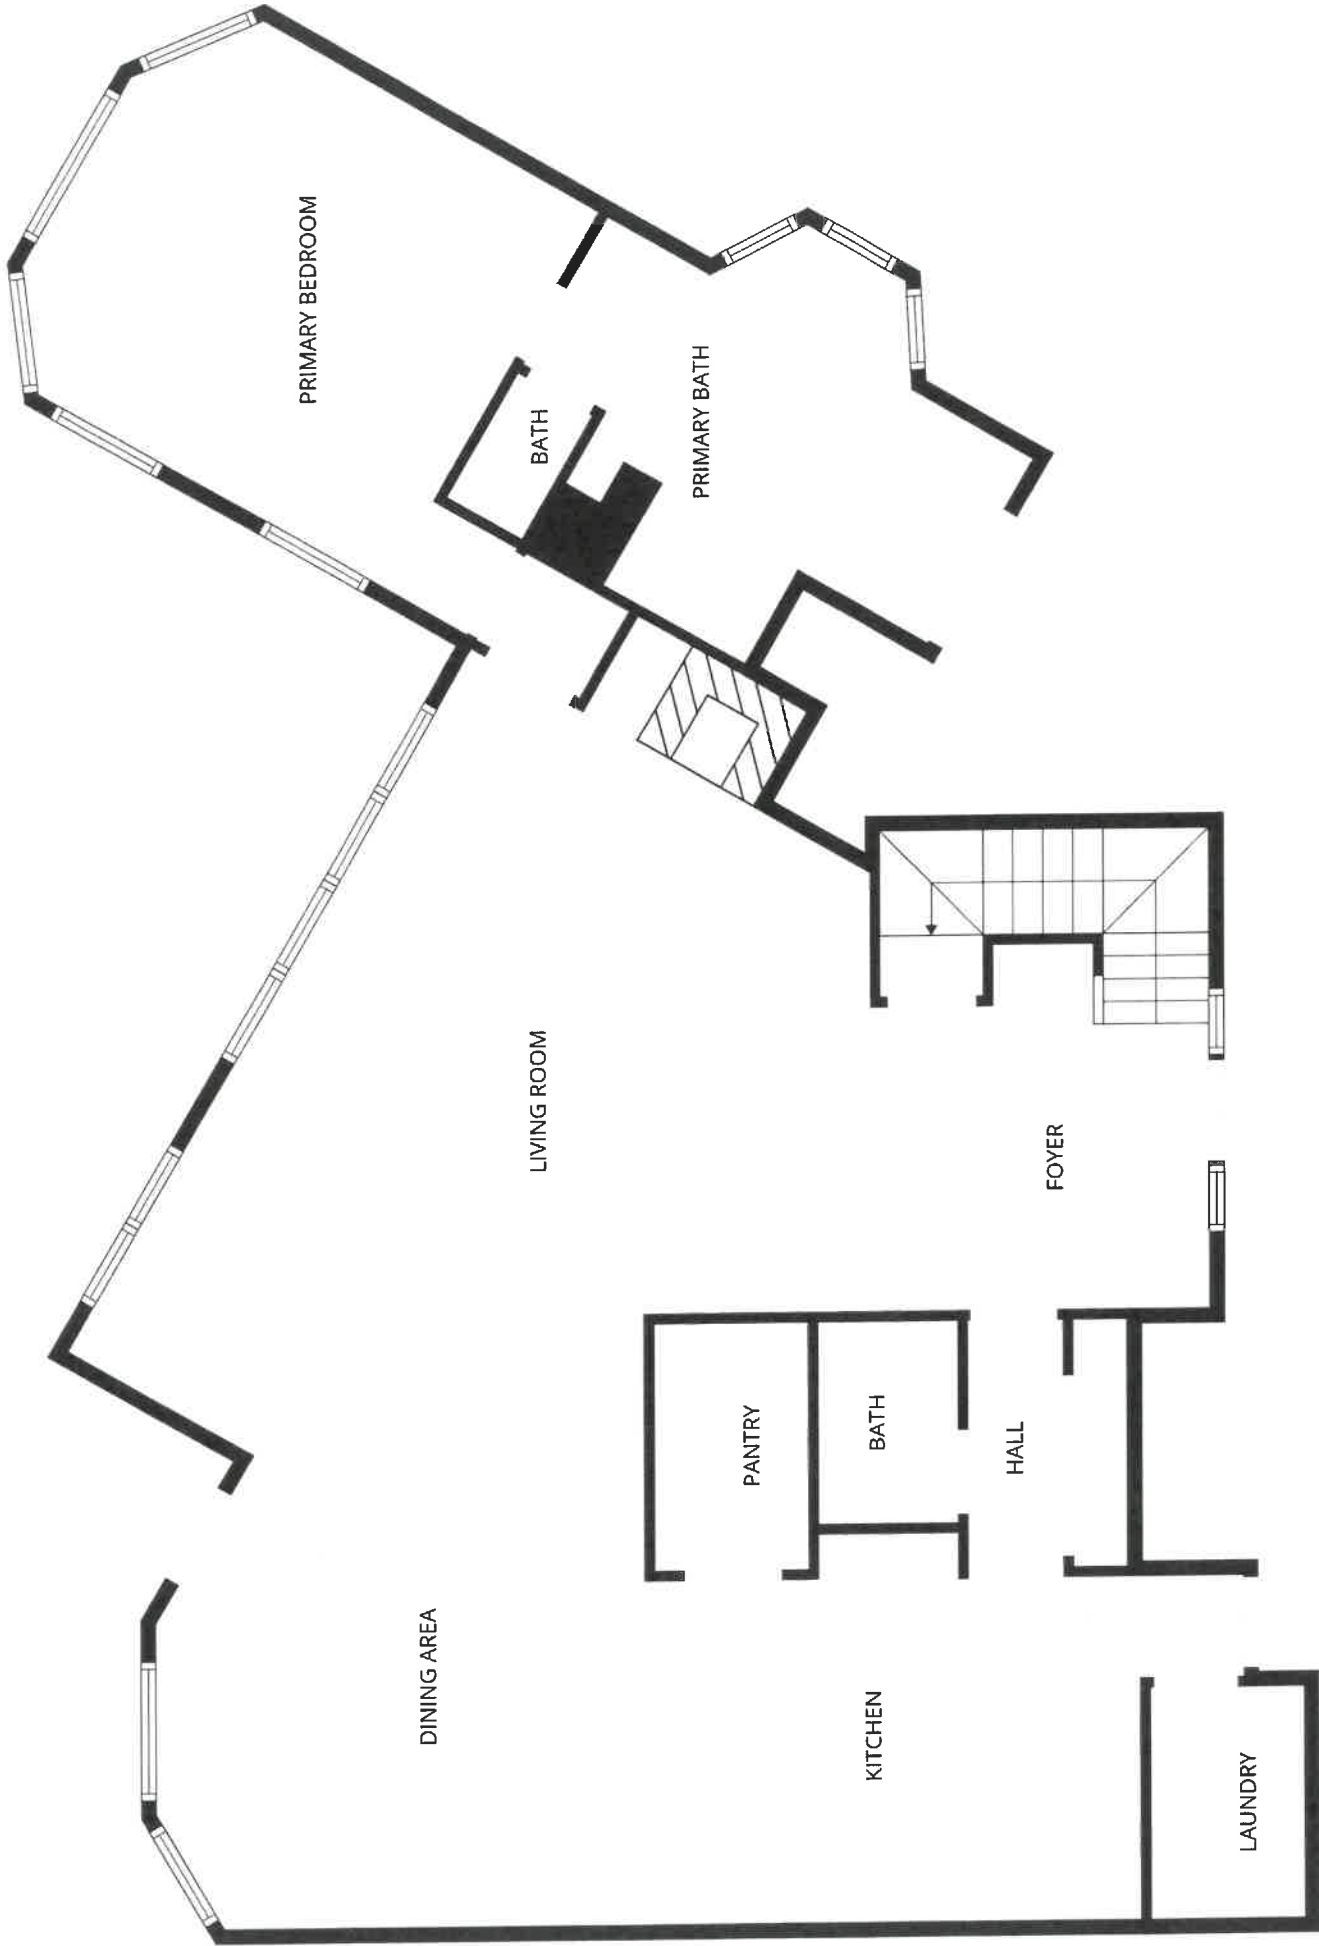 DINING AREA
KITCHEN
LAUNDRY
PANTRY
BATH
HALL
LIVING ROOM
FOYER
BATH
PRIMARY BATH
PRIMARY BEDROOM